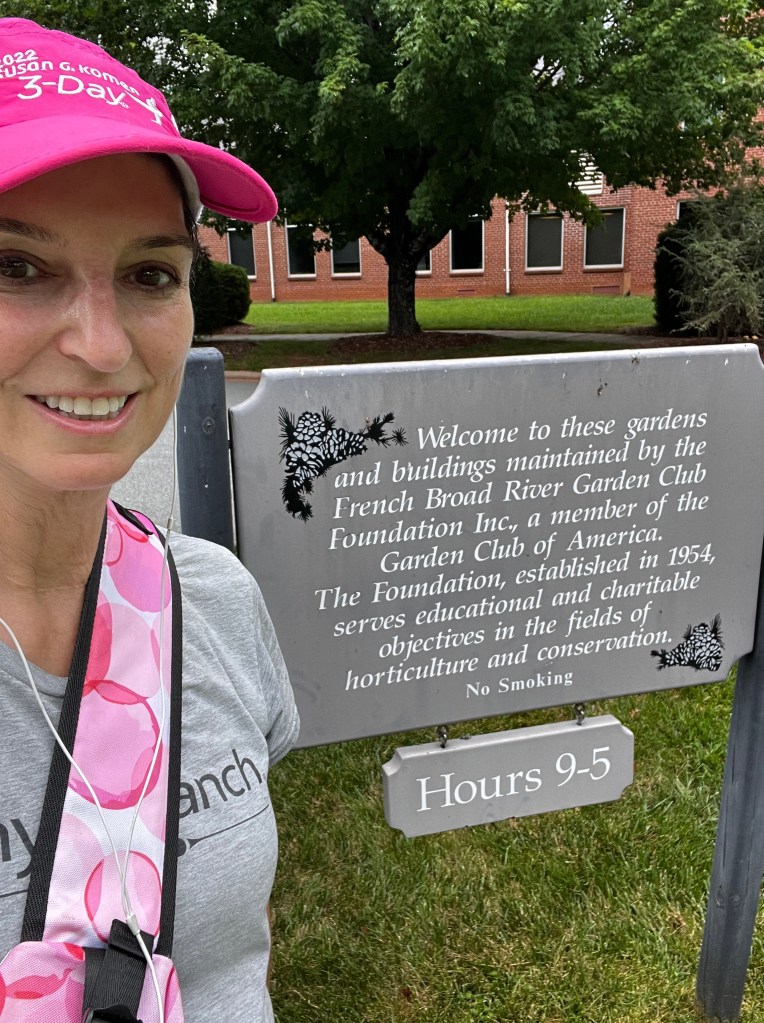 2022
Susan G. Komen
3-Day
Welcome to these gardens
and buildings maintained by the
French Broad River Garden Club
Foundation Inc., a member of the
Garden Club of America.
The Foundation, established in 1954,
serves educational and charitable
objectives in the fields of
horticulture and conservation.
No Smoking
Hours 9-5